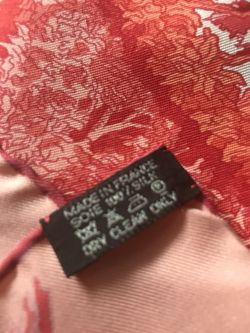 MADE IN FRANCE
SOIE 100% SILK
DRY CLEAN ONLY